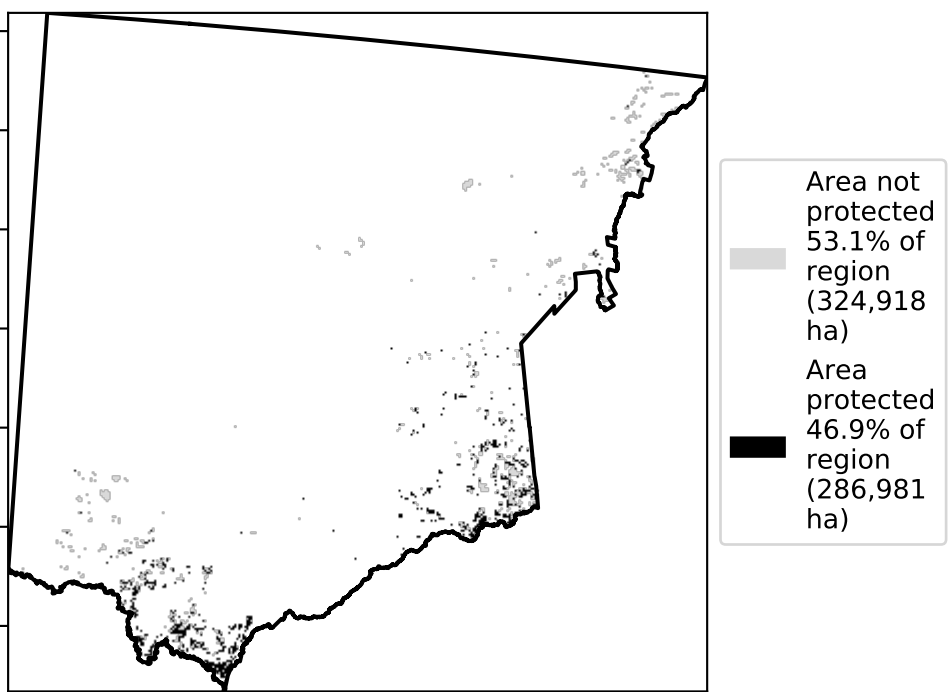 Area not
protected
53.1% of
region
(324,918
ha)
Area
protected
46.9% of
region
(286,981
ha)